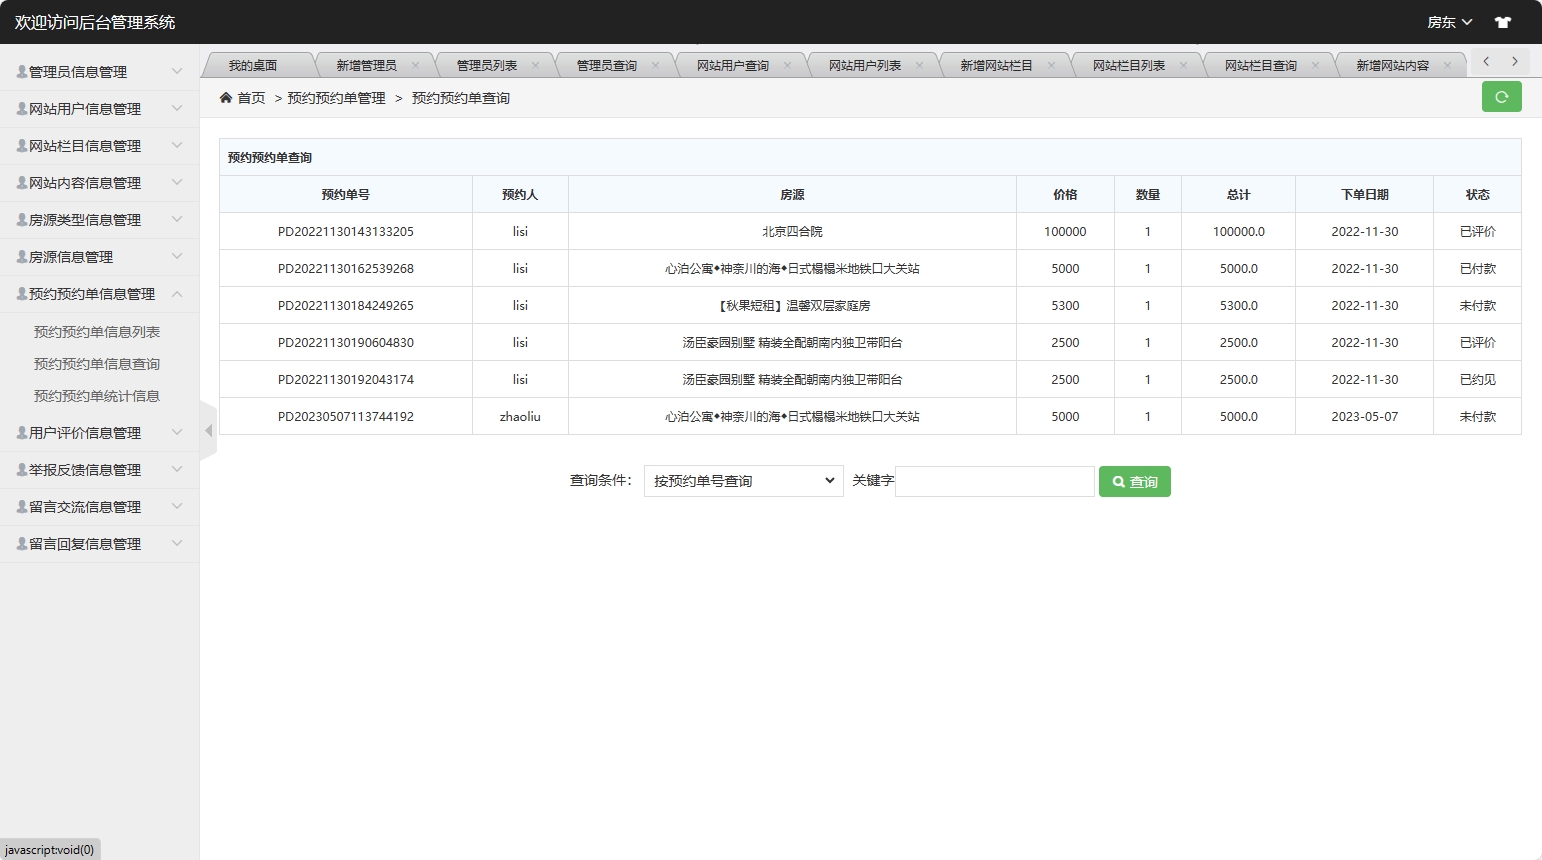 欢迎访问后台管理系统
房东
管理员信息管理
网站用户信息管理
网站栏目信息管理
网站内容信息管理
房源类型信息管理
房源信息管理
预约预约单信息管理
预约预约单信息列表
预约预约单信息查询
预约预约单统计信息
用户评价信息管理
举报反馈信息管理
留言交流信息管理
留言回复信息管理
我的桌面 新增管理员 管理员列表 管理员查询 网站用户查询 网站用户列表 新增网站栏目 网站栏目列表 网站栏目查询 新增网站内容
首页 > 预约预约单管理 > 预约预约单查询
预约预约单查询
预约单号 预约人 房源 价格 数量 总计 下单日期 状态
PD20221130143133205 lisi 北京四合院 100000 1 100000.0 2022-11-30 已评价
PD20221130162539268 lisi 心泊公寓◆神奈川的海◆日式榻榻米地铁口大关站 5000 1 5000.0 2022-11-30 已付款
PD20221130184249265 lisi 【秋果短租】温馨双层家庭房 5300 1 5300.0 2022-11-30 未付款
PD20221130190604830 lisi 汤臣豪园别墅 精装全配朝南内独卫带阳台 2500 1 2500.0 2022-11-30 已评价
PD20221130192043174 lisi 汤臣豪园别墅 精装全配朝南内独卫带阳台 2500 1 2500.0 2022-11-30 已约见
PD20230507113744192 zhaoliu 心泊公寓◆神奈川的海◆日式榻榻米地铁口大关站 5000 1 5000.0 2023-05-07 未付款
查询条件： 按预约单号查询 关键字 查询
javascript:void(0)